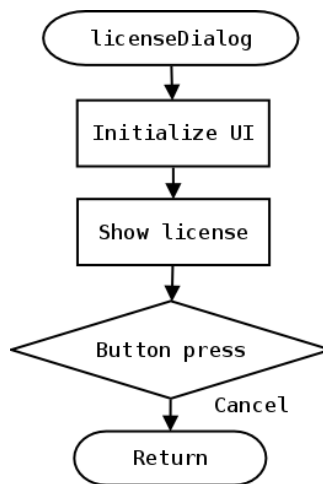 licenseDialog
Initialize UI
Show license
Button press
Cancel
Return